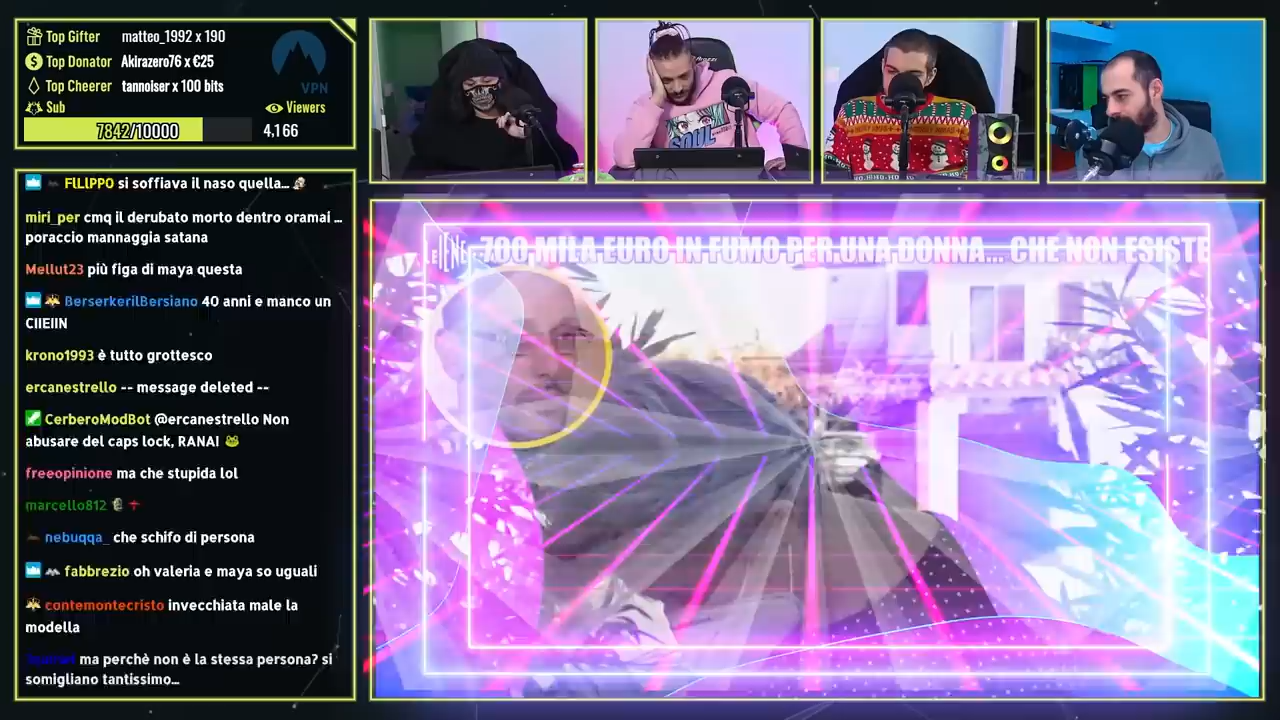 Top Gifter matteo_1992 x 190
Top Donator Akirazero76 x €25
Top Cheerer tannoiser x 100 bits
Sub Viewers
7842/10000 4,166
VPN
FILIPPO si soffiava il naso quella...
miri_per cmq il derubato morto dentro oramai ...
poraccio mannaggia satana
Mellut23 più figa di maya questa
BerserkerilBersiano 40 anni e manco un
CIIEIIN
krono1993 è tutto grottesco
ercanestrello -- message deleted --
CerberoModBot @ercanestrello Non
abusare del caps lock, RANA!
freeopinione ma che stupida lol
marcello812
nebuqqa_ che schifo di persona
fabbrezio oh valeria e maya so uguali
contemontecristo invecchiata male la
modella
ma perchè non è la stessa persona? si
somigliano tantissimo...
SOUL
LE IENE 700 MILA EURO IN FUMO PER UNA DONNA... CHE NON ESISTE